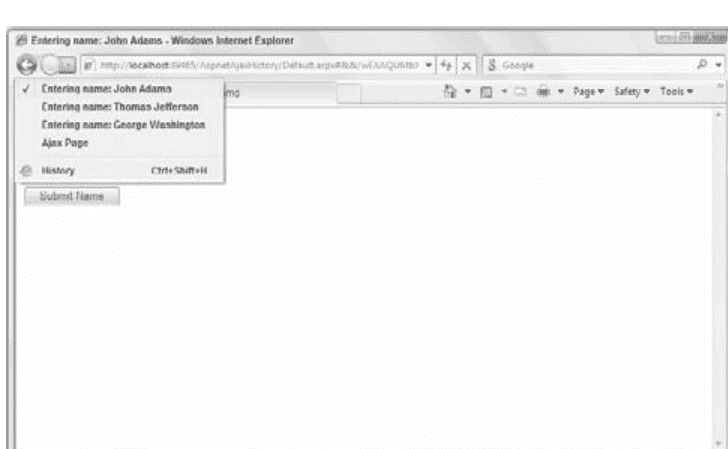 Entering name: John Adams - Windows Internet Explorer
Google
Entering name: John Adams
Page Safety Tools
Entering name: Thomas Jefferson
Entering name: George Washington
Ajax Page
History Ctrl+Shift+H
Submit Name